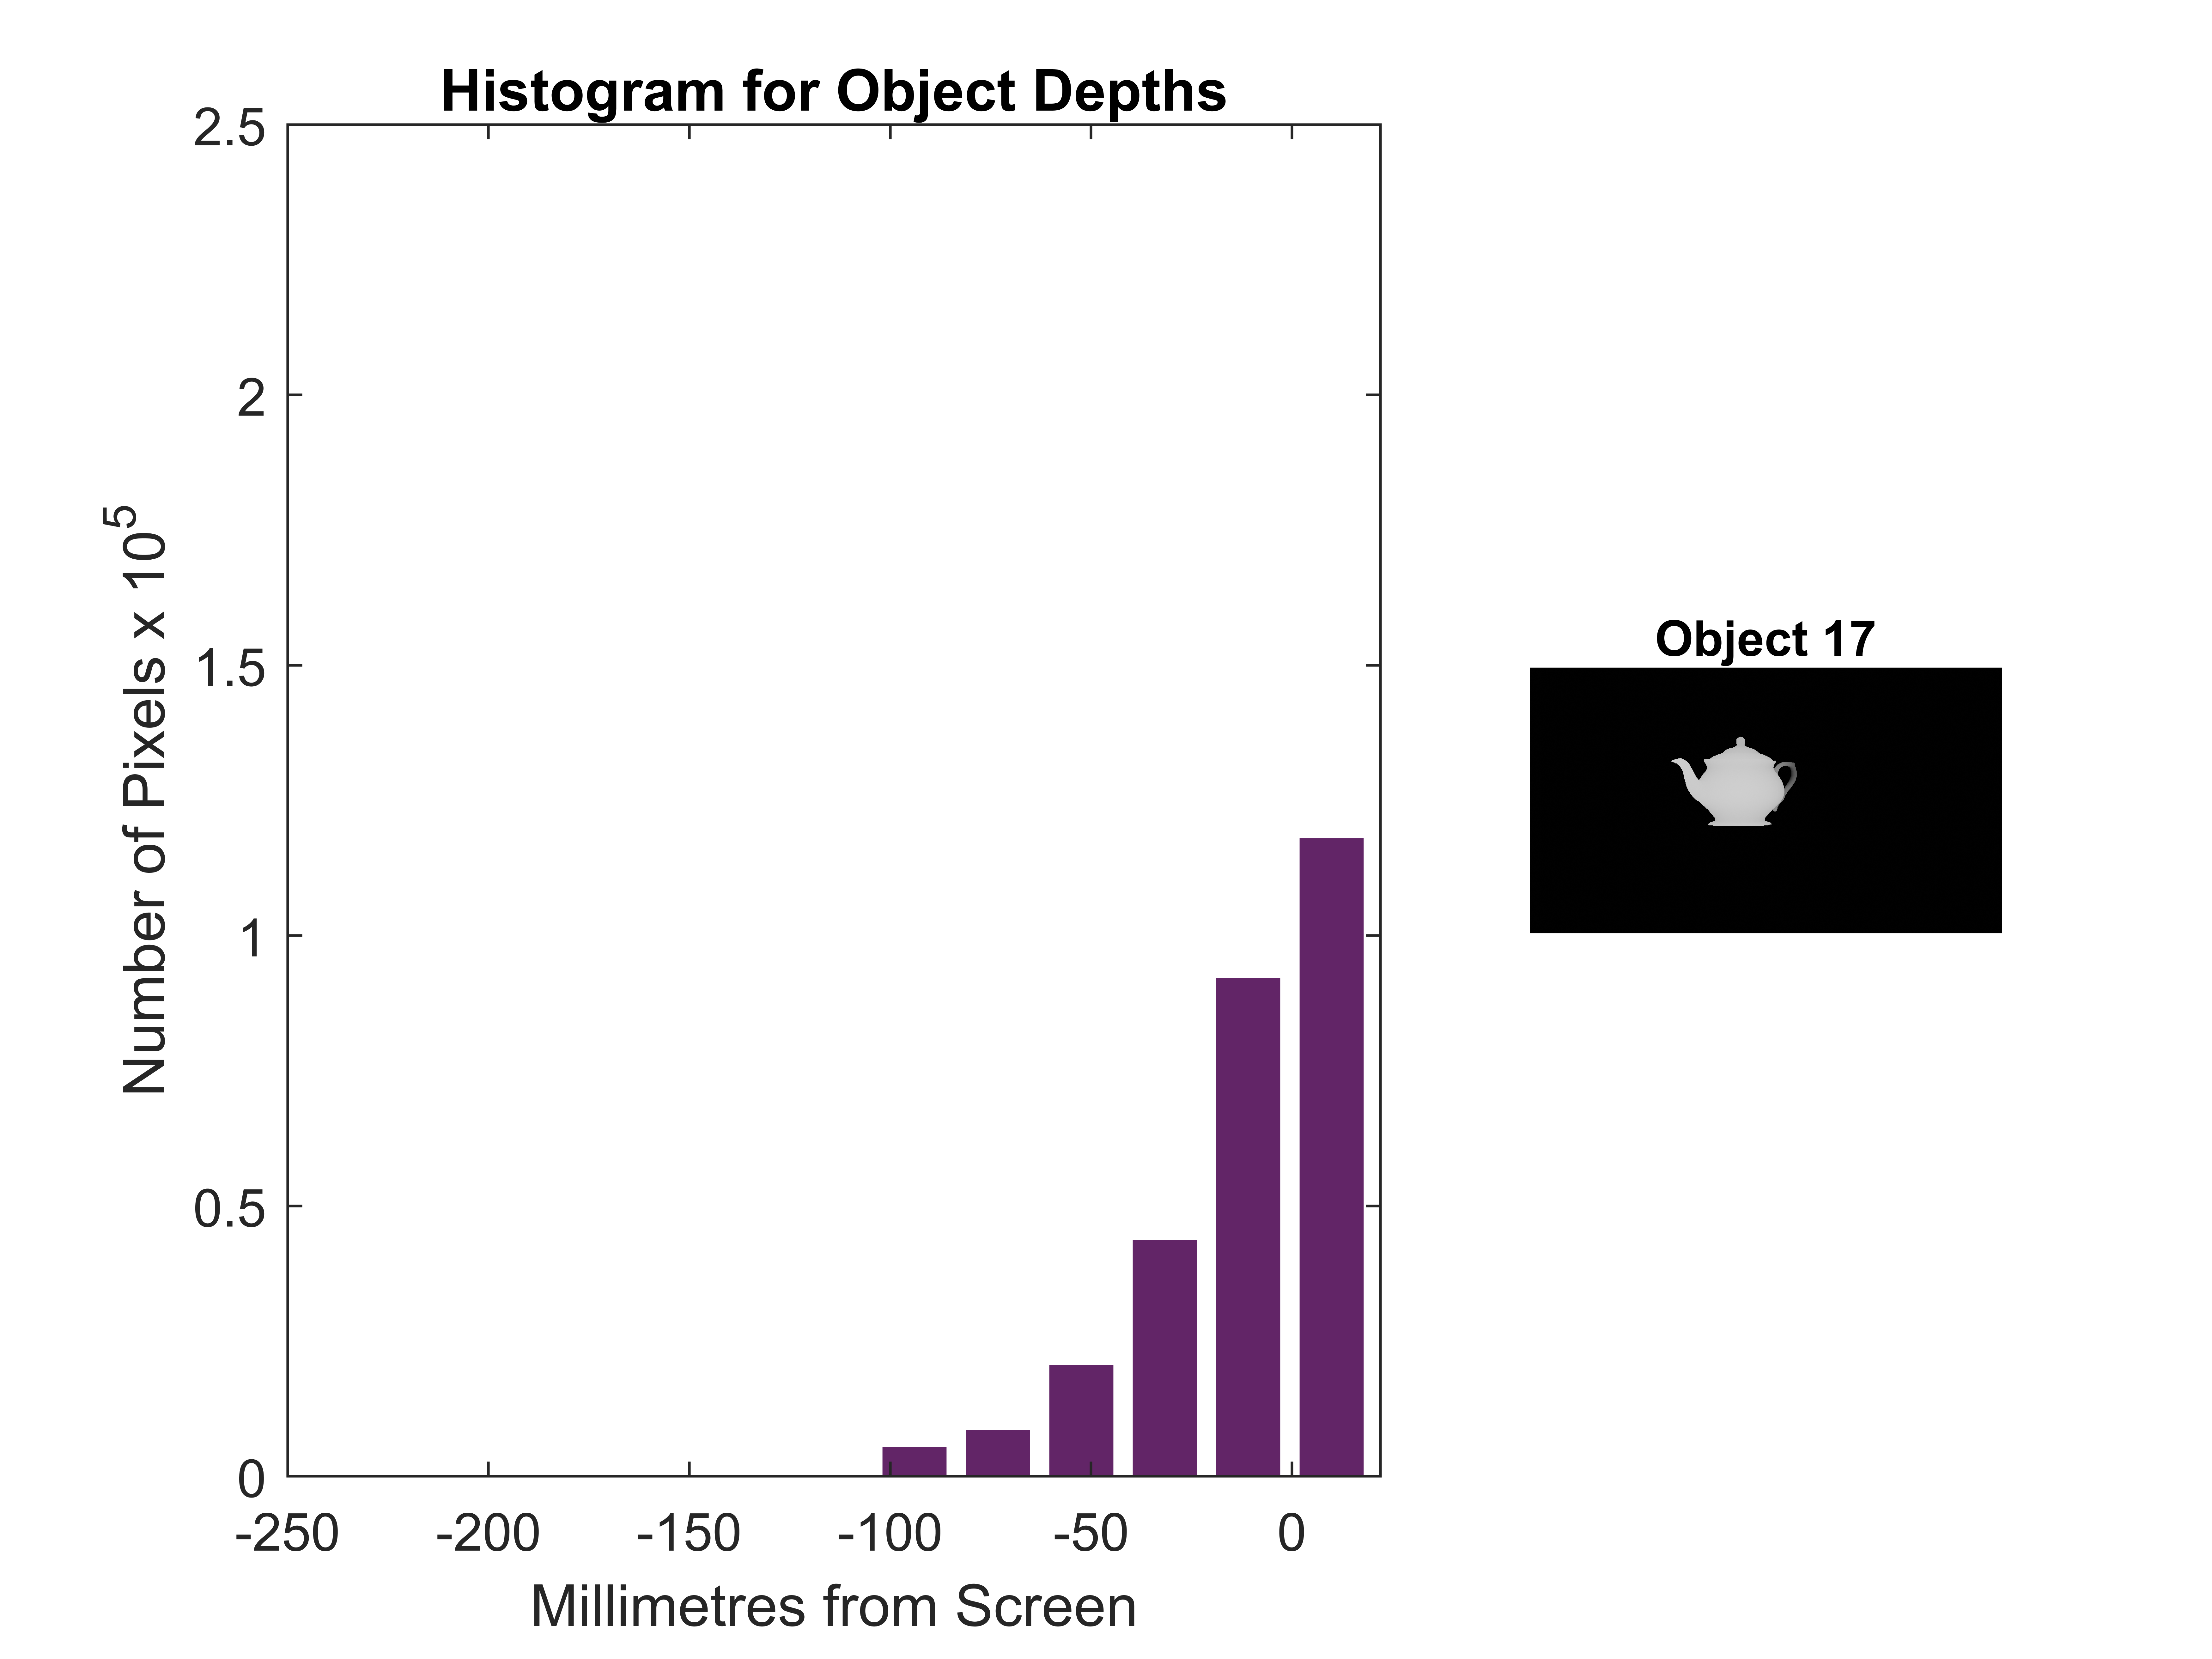 Histogram for Object Depths
2.5
2
1.5
1
0.5
0
Number of Pixels x 10^5
-250 -200 -150 -100 -50 0
Millimetres from Screen
Object 17